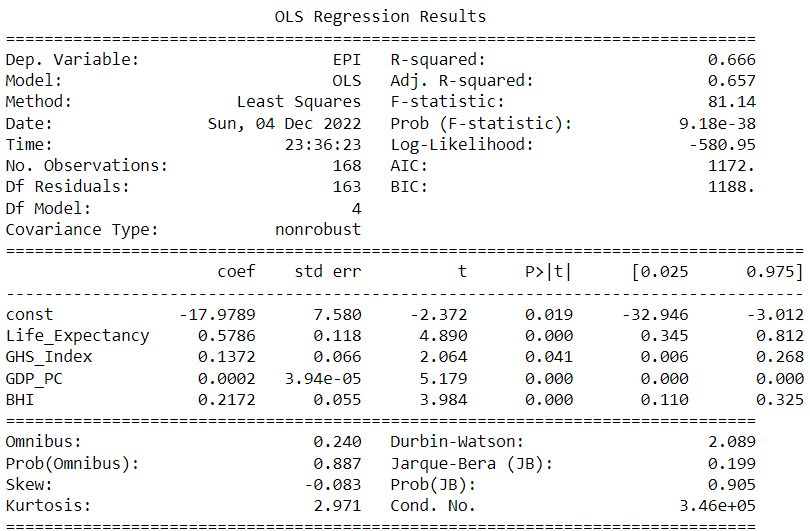 OLS Regression Results
==============================================================================
Dep. Variable: EPI R-squared: 0.666
Model: OLS Adj. R-squared: 0.657
Method: Least Squares F-statistic: 81.14
Date: Sun, 04 Dec 2022 Prob (F-statistic): 9.18e-38
Time: 23:36:23 Log-Likelihood: -580.95
No. Observations: 168 AIC: 1172.
Df Residuals: 163 BIC: 1188.
Df Model: 4
Covariance Type: nonrobust
===================================================================================
coef std err t P>|t| [0.025 0.975]
-----------------------------------------------------------------------------------
const -17.9789 7.580 -2.372 0.019 -32.946 -3.012
Life_Expectancy 0.5786 0.118 4.890 0.000 0.345 0.812
GHS_Index 0.1372 0.066 2.064 0.041 0.006 0.268
GDP_PC 0.0002 3.94e-05 5.179 0.000 0.000 0.000
BHI 0.2172 0.055 3.984 0.000 0.110 0.325
==============================================================================
Omnibus: 0.240 Durbin-Watson: 2.089
Prob(Omnibus): 0.887 Jarque-Bera (JB): 0.199
Skew: -0.083 Prob(JB): 0.905
Kurtosis: 2.971 Cond. No. 3.46e+05
==============================================================================